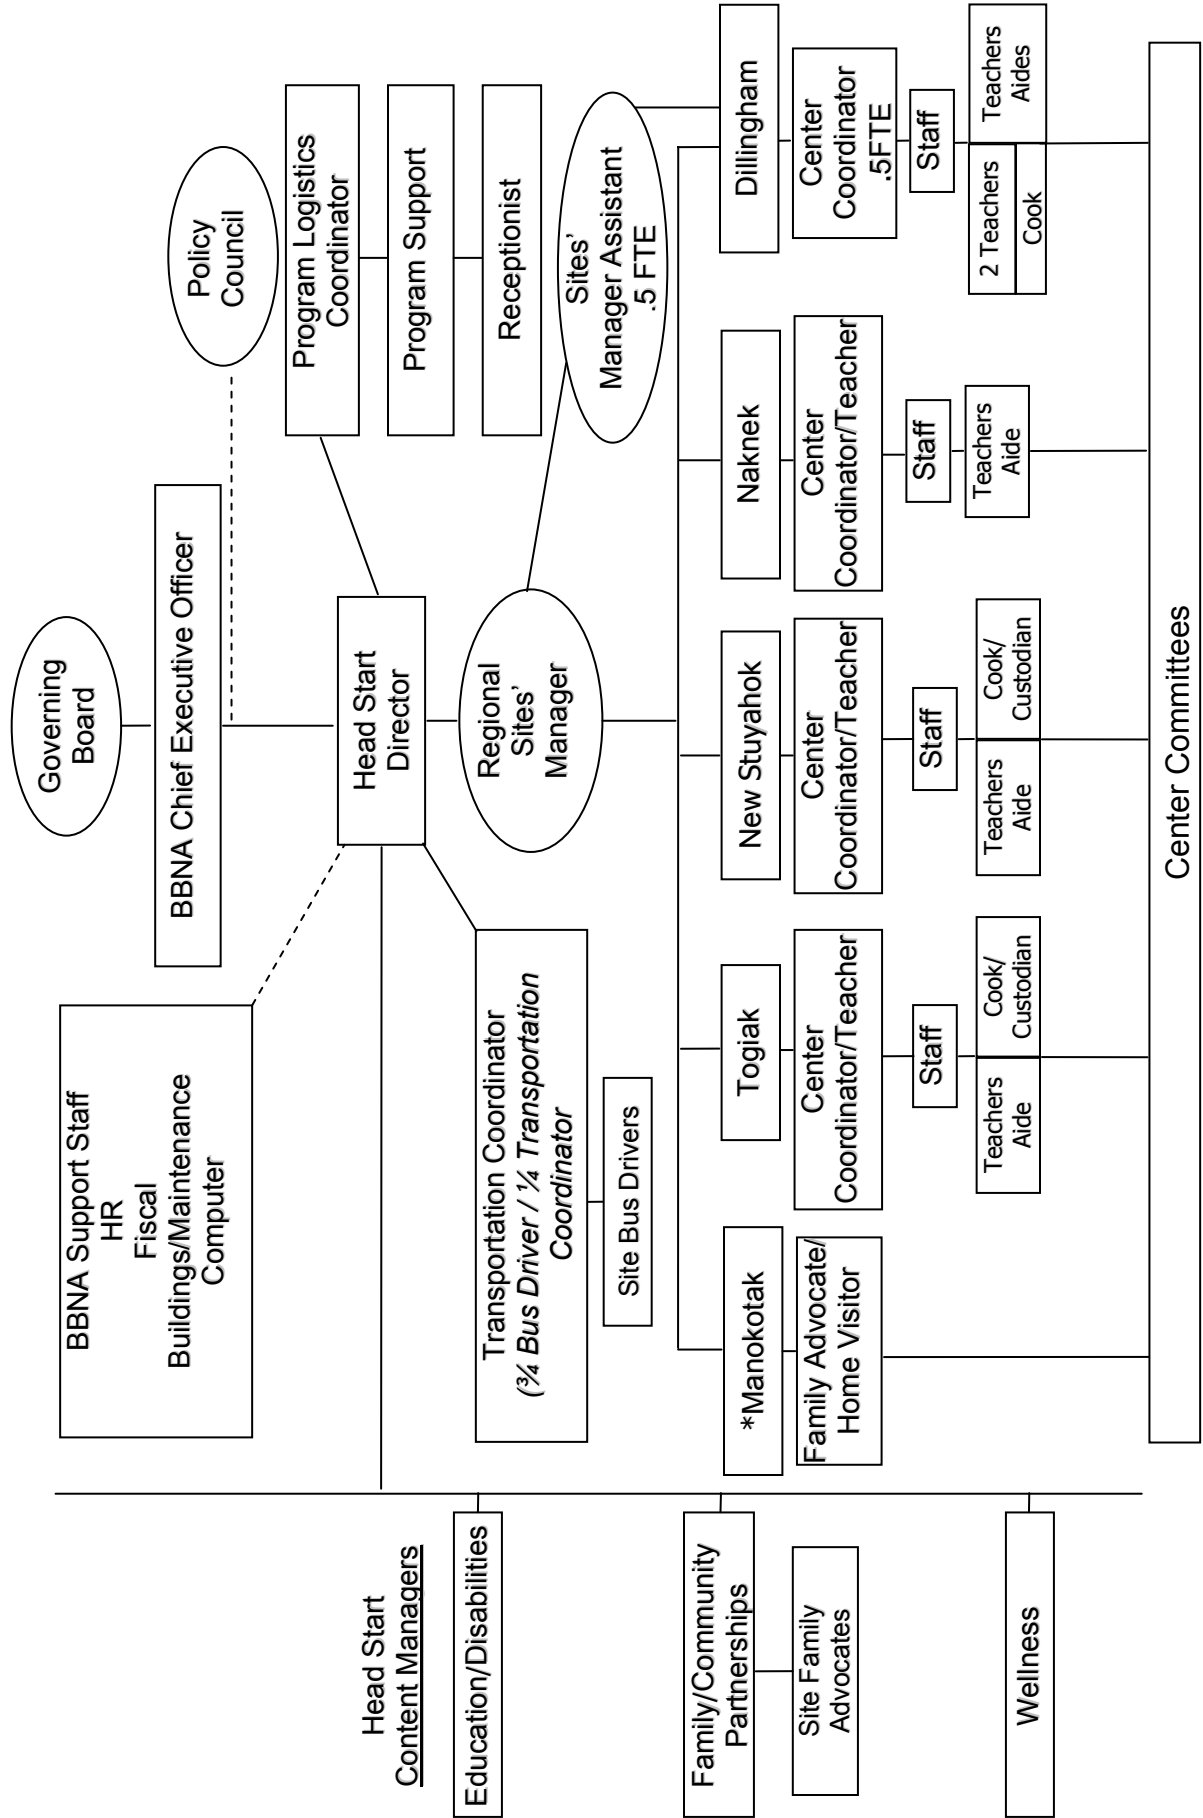 Governing
Board
BBNA Chief Executive Officer
Policy
Council
BBNA Support Staff
HR
Fiscal
Buildings/Maintenance
Computer
Head Start
Director
Program Logistics
Coordinator
Program Support
Receptionist
Head Start
Content Managers
Education/Disabilities
Family/Community
Partnerships
Site Family
Advocates
Wellness
Transportation Coordinator
(¾ Bus Driver / ¼ Transportation
Coordinator
Site Bus Drivers
Regional
Sites'
Manager
Sites’
Manager Assistant
.5 FTE
*Manokotak
Family Advocate/
Home Visitor
Togiak
Center
Coordinator/Teacher
Staff
Teachers
Aide
Cook/
Custodian
New Stuyahok
Center
Coordinator/Teacher
Staff
Teachers
Aide
Cook/
Custodian
Naknek
Center
Coordinator/Teacher
Staff
Teachers
Aide
Dillingham
Center
Coordinator
.5FTE
Staff
2 Teachers
Cook
Teachers
Aides
Center Committees